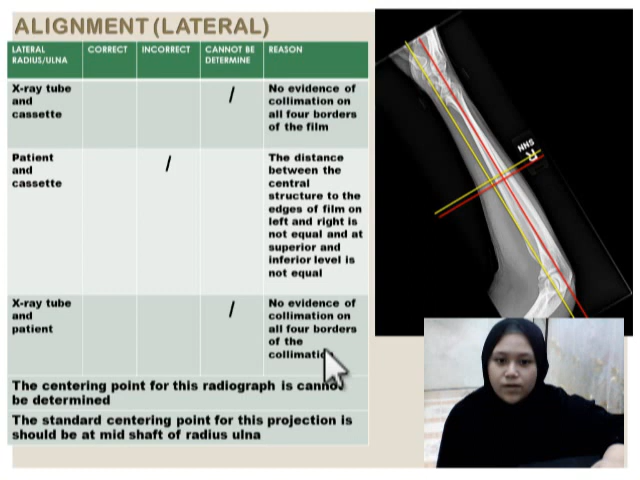 ALIGNMENT (LATERAL)
LATERAL RADIUS/ULNA
CORRECT
INCORRECT
CANNOT BE DETERMINE
REASON
X-ray tube
and
cassette
/
No evidence of
collimation on
all four borders
of the film
Patient
and
cassette
/
The distance
between the
central
structure to the
edges of film on
left and right is
not equal and at
superior and
inferior level is
not equal
X-ray tube
and
patient
/
No evidence of
collimation on
all four borders
of the
The centering point for this radiograph is cannot
be determined
The standard centering point for this projection is
should be at mid shaft of radius ulna
SNN
R